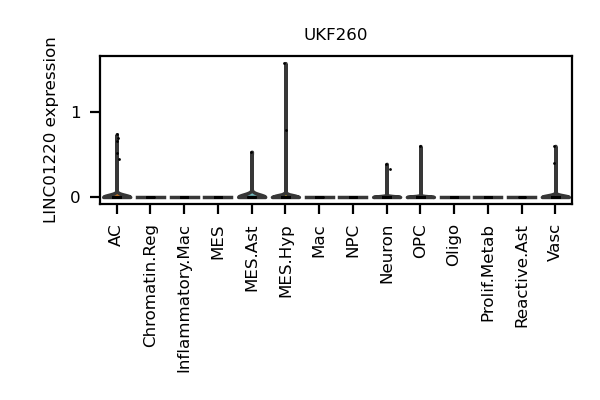 UKF260
LINC01220 expression
1
0
AC
Chromatin.Reg
Inflammatory.Mac
MES
MES.Ast
MES.Hyp
Mac
NPC
Neuron
OPC
Oligo
Prolif.Metab
Reactive.Ast
Vasc